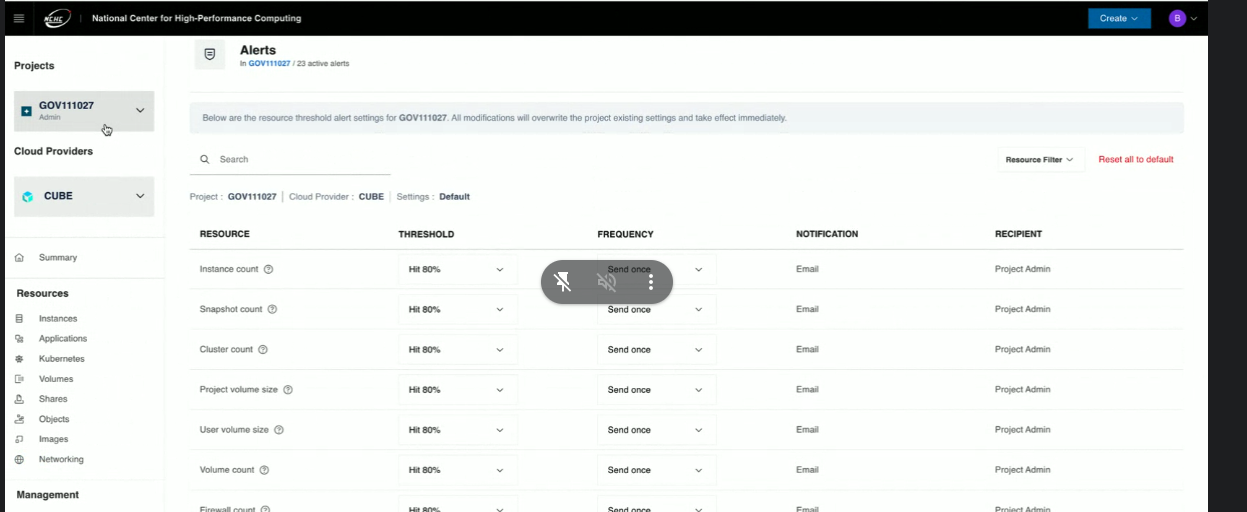 NCHC National Center for High-Performance Computing Create B
Projects
GOV111027
Admin
Cloud Providers
CUBE
Summary
Resources
Instances
Applications
Kubernetes
Volumes
Shares
Objects
Images
Networking
Management
Alerts
In GOV111027 / 23 active alerts
Below are the resource threshold alert settings for GOV111027. All modifications will overwrite the project existing settings and take effect immediately.
Search Resource Filter Reset all to default
Project : GOV111027 | Cloud Provider : CUBE | Settings : Default
RESOURCE THRESHOLD FREQUENCY NOTIFICATION RECIPIENT
Instance count Hit 80% Send once Email Project Admin
Snapshot count Hit 80% Send once Email Project Admin
Cluster count Hit 80% Send once Email Project Admin
Project volume size Hit 80% Send once Email Project Admin
User volume size Hit 80% Send once Email Project Admin
Volume count Hit 80% Send once Email Project Admin
Firewall count Hit 80% Send once Email Project Admin